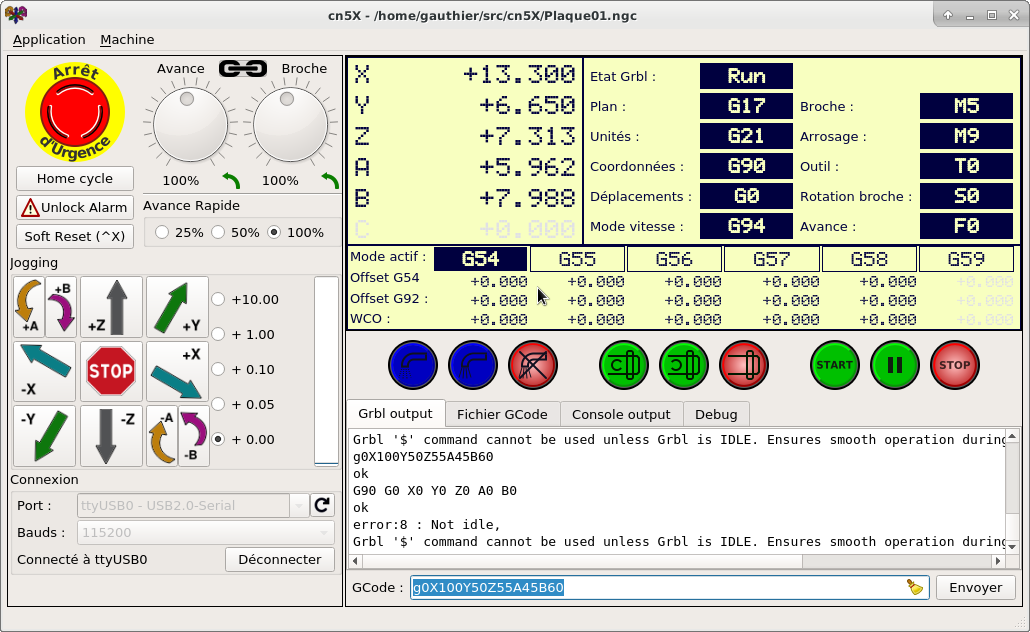 cn5X - /home/gauthier/src/cn5X/Plaque01.ngc
Application Machine
Arrêt d'Urgence
Avance Broche
100% 100%
Home cycle
Unlock Alarm
Soft Reset (^X)
Avance Rapide
25% 50% 100%
Jogging
+A +B +Z +Y
-X STOP +X
-Y -Z -A -B
+10.00
+ 1.00
+ 0.10
+ 0.05
+ 0.00
Connexion
Port : ttyUSB0 - USB2.0-Serial
Bauds : 115200
Connecté à ttyUSB0 Déconnecter
X +13.300
Y +6.650
Z +7.313
A +5.962
B +7.988
C +0.000
Etat Grbl : Run
Plan : G17 Broche : M5
Unités : G21 Arrosage : M9
Coordonnées : G90 Outil : T0
Déplacements : G0 Rotation broche : S0
Mode vitesse : G94 Avance : F0
Mode actif : G54 G55 G56 G57 G58 G59
Offset G54 +0.000 +0.000 +0.000 +0.000 +0.000 +0.000
Offset G92 : +0.000 +0.000 +0.000 +0.000 +0.000 +0.000
WCO : +0.000 +0.000 +0.000 +0.000 +0.000 +0.000
START STOP
Grbl output Fichier GCode Console output Debug
Grbl '$' command cannot be used unless Grbl is IDLE. Ensures smooth operation during
g0X100Y50Z55A45B60
ok
G90 G0 X0 Y0 Z0 A0 B0
ok
error:8 : Not idle,
Grbl '$' command cannot be used unless Grbl is IDLE. Ensures smooth operation during
GCode : g0X100Y50Z55A45B60 Envoyer